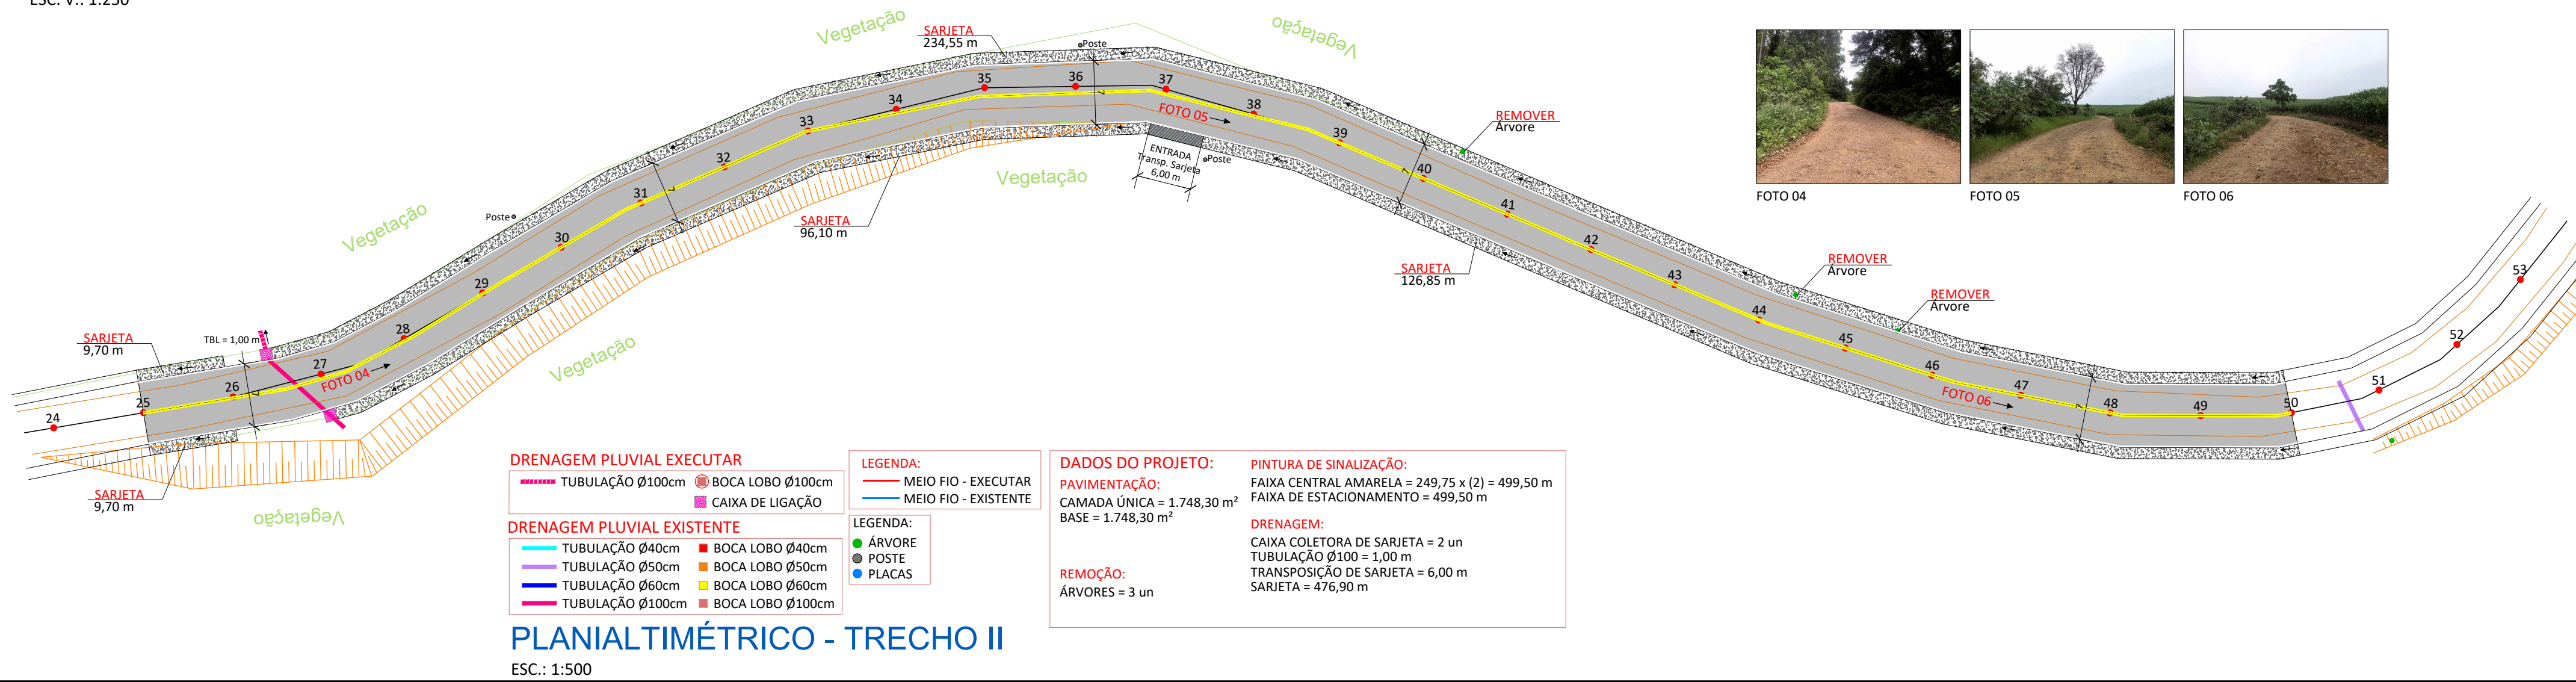 ESC. V.: 1:250
Vegetação
SARJETA
234,55 m
Poste
Vegetação
35
36
37
34
38
33
FOTO 05
39
32
ENTRADA
Transp. Sarjeta
6,00 m
Poste
REMOVER
Árvore
40
31
Vegetação
41
Poste
Vegetação
SARJETA
96,10 m
30
42
FOTO 04
FOTO 05
FOTO 06
29
SARJETA
126,85 m
43
REMOVER
Árvore
53
44
REMOVER
Árvore
28
SARJETA
9,70 m
TBL = 1,00 m
Vegetação
45
52
27
FOTO 04
46
51
26
FOTO 06
47
25
48
49
50
24
7
7
7
7
7
SARJETA
9,70 m
Vegetação
DRENAGEM PLUVIAL EXECUTAR
TUBULAÇÃO Ø100cm
BOCA LOBO Ø100cm
CAIXA DE LIGAÇÃO
DRENAGEM PLUVIAL EXISTENTE
TUBULAÇÃO Ø40cm
BOCA LOBO Ø40cm
TUBULAÇÃO Ø50cm
BOCA LOBO Ø50cm
TUBULAÇÃO Ø60cm
BOCA LOBO Ø60cm
TUBULAÇÃO Ø100cm
BOCA LOBO Ø100cm
LEGENDA:
MEIO FIO - EXECUTAR
MEIO FIO - EXISTENTE
LEGENDA:
ÁRVORE
POSTE
PLACAS
DADOS DO PROJETO:
PAVIMENTAÇÃO:
CAMADA ÚNICA = 1.748,30 m²
BASE = 1.748,30 m²
REMOÇÃO:
ÁRVORES = 3 un
PINTURA DE SINALIZAÇÃO:
FAIXA CENTRAL AMARELA = 249,75 x (2) = 499,50 m
FAIXA DE ESTACIONAMENTO = 499,50 m
DRENAGEM:
CAIXA COLETORA DE SARJETA = 2 un
TUBULAÇÃO Ø100 = 1,00 m
TRANSPOSIÇÃO DE SARJETA = 6,00 m
SARJETA = 476,90 m
PLANIALTIMÉTRICO - TRECHO II
ESC.: 1:500